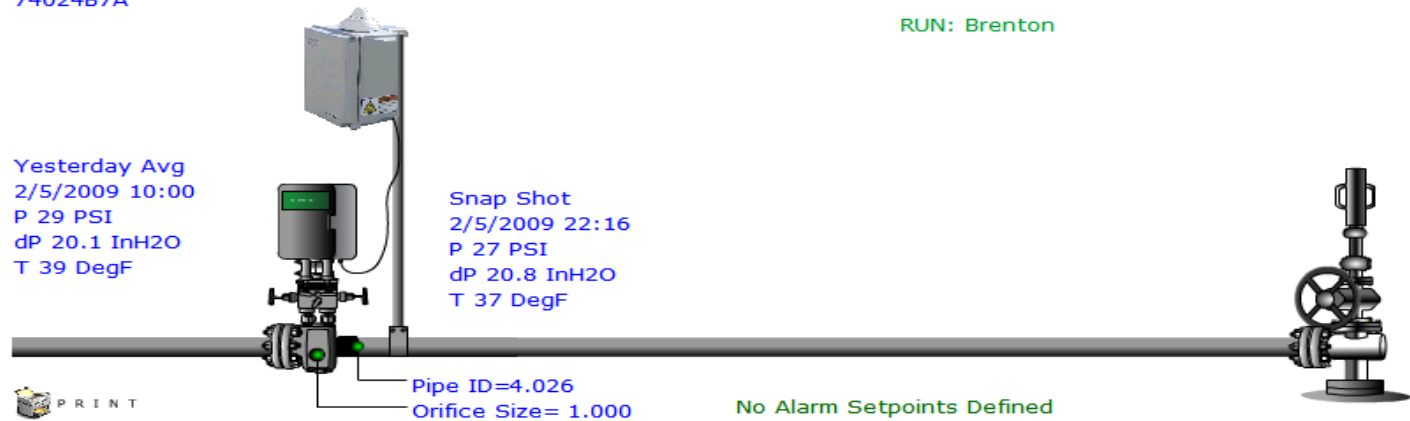 74024B7A
RUN: Brenton
Yesterday Avg
2/5/2009 10:00
P 29 PSI
dP 20.1 InH2O
T 39 DegF
Snap Shot
2/5/2009 22:16
P 27 PSI
dP 20.8 InH2O
T 37 DegF
Pipe ID=4.026
Orifice Size= 1.000
PRINT
No Alarm Setpoints Defined